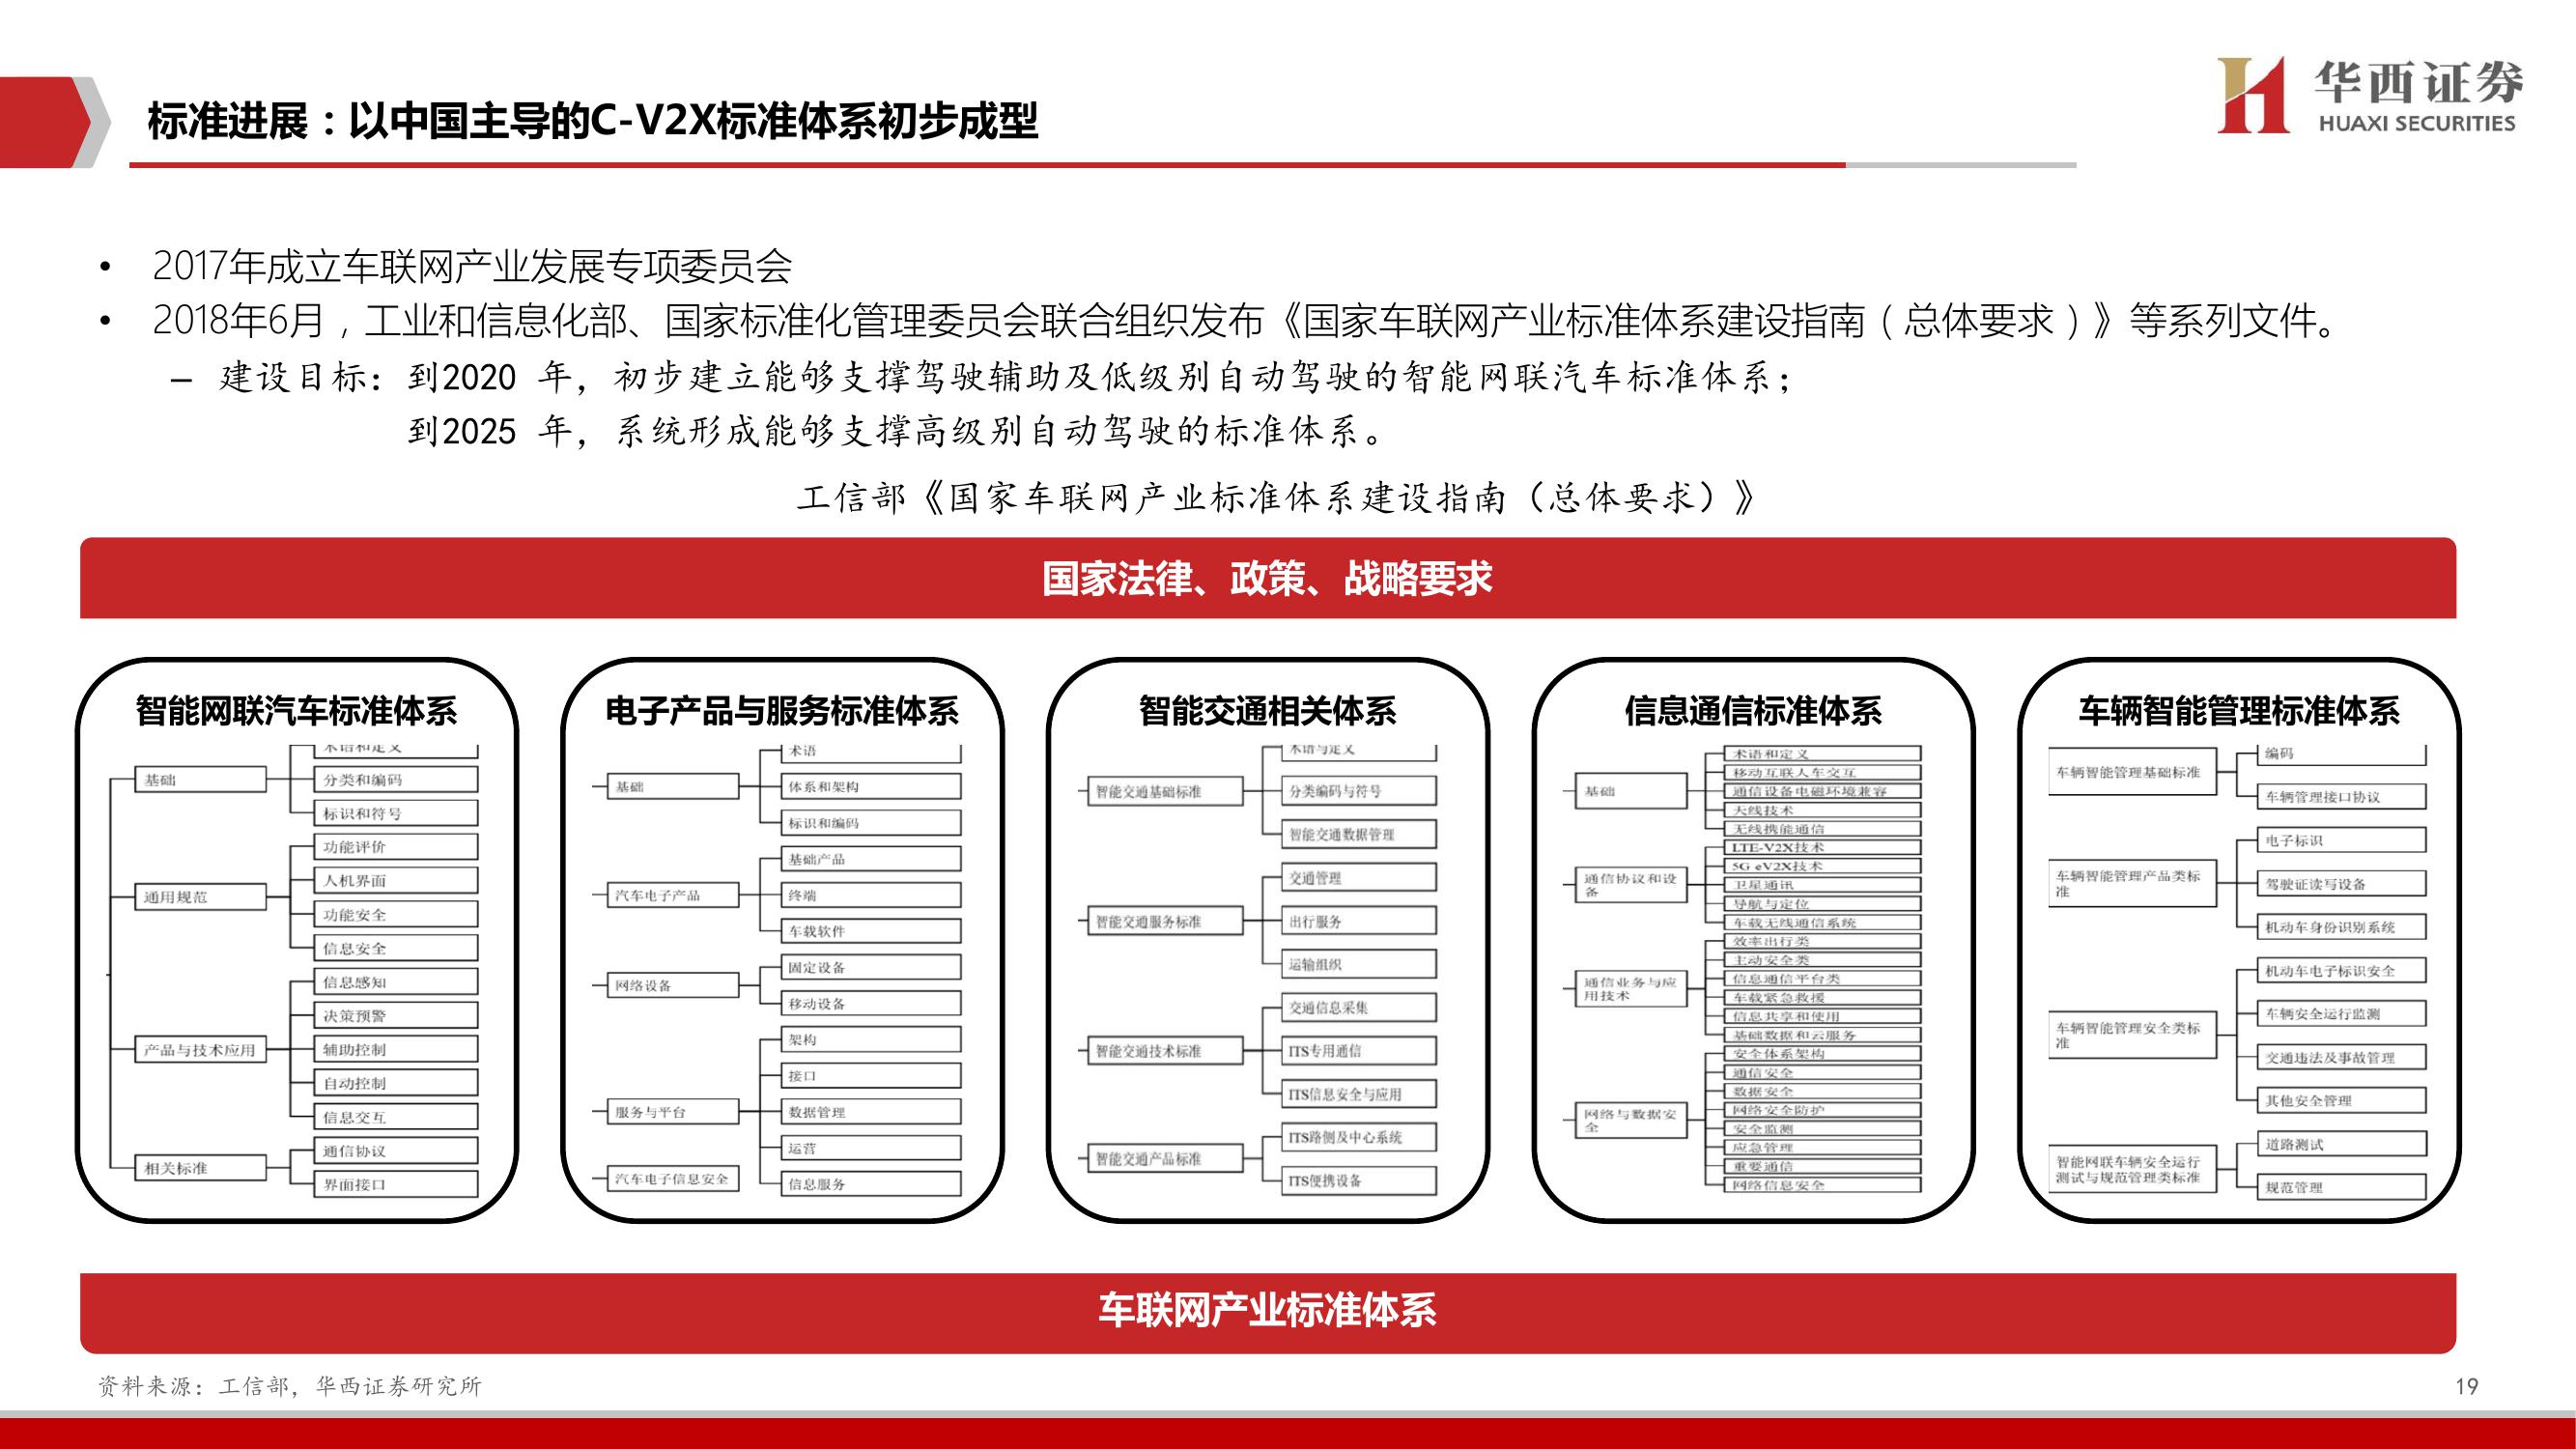 标准进展：以中国主导的C-V2X标准体系初步成型
华西证券
HUAXI SECURITIES
• 2017年成立车联网产业发展专项委员会
• 2018年6月，工业和信息化部、国家标准化管理委员会联合组织发布《国家车联网产业标准体系建设指南（总体要求）》等系列文件。
– 建设目标：到2020 年，初步建立能够支撑驾驶辅助及低级别自动驾驶的智能网联汽车标准体系；
到2025 年，系统形成能够支撑高级别自动驾驶的标准体系。
工信部《国家车联网产业标准体系建设指南（总体要求）》
国家法律、政策、战略要求
智能网联汽车标准体系
术语和定义
基础
分类和编码
标识和符号
功能评价
人机界面
通用规范
功能安全
信息安全
信息感知
决策预警
产品与技术应用
辅助控制
自动控制
信息交互
通信协议
相关标准
界面接口
电子产品与服务标准体系
术语
基础
体系和架构
标识和编码
基础产品
汽车电子产品
终端
车载软件
固定设备
网络设备
移动设备
架构
接口
服务与平台
数据管理
运营
汽车电子信息安全
信息服务
智能交通相关体系
术语与定义
智能交通基础标准
分类编码与符号
智能交通数据管理
交通管理
智能交通服务标准
出行服务
运输组织
交通信息采集
智能交通技术标准
ITS专用通信
ITS信息安全与应用
ITS路侧及中心系统
智能交通产品标准
ITS便携设备
信息通信标准体系
术语和定义
移动互联人车交互
基础
通信设备电磁环境兼容
天线技术
无线携能通信
LTE-V2X技术
5G eV2X技术
通信协议和设
备
卫星通讯
导航与定位
车载无线通信系统
效率出行类
主动安全类
通信业务与应
用技术
信息通信平台类
车载紧急救援
信息共享和使用
基础数据和云服务
安全体系架构
通信安全
数据安全
网络与数据安
全
网络安全防护
安全监测
应急管理
重要通信
网络信息安全
车辆智能管理标准体系
编码
车辆智能管理基础标准
车辆管理接口协议
电子标识
车辆智能管理产品类标
准
驾驶证读写设备
机动车身份识别系统
机动车电子标识安全
车辆安全运行监测
车辆智能管理安全类标
准
交通违法及事故管理
其他安全管理
道路测试
智能网联车辆安全运行
测试与规范管理类标准
规范管理
车联网产业标准体系
资料来源：工信部，华西证券研究所
19